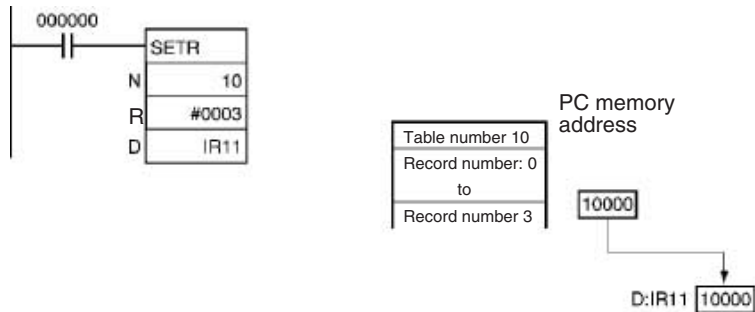 000000
SETR
N 10
R #0003
D IR11
PC memory
address
Table number 10
Record number: 0
to
Record number 3
10000
D:IR11 10000